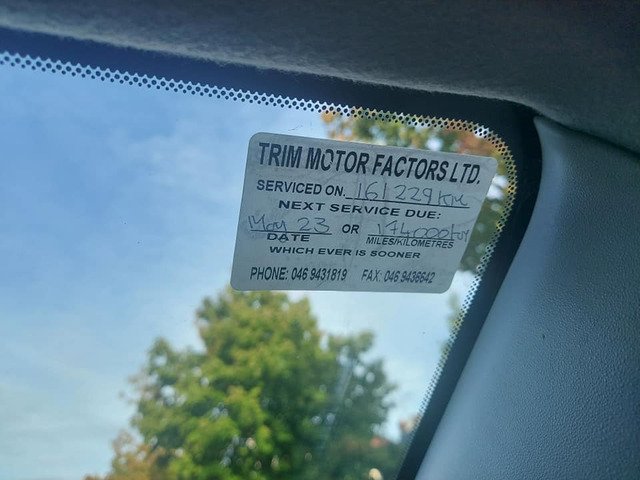 TRIM MOTOR FACTORS LTD.
SERVICED ON. 161229km
NEXT SERVICE DUE:
May 23 OR 174000km
DATE MILES/KILOMETRES
WHICH EVER IS SOONER
PHONE: 046 9431819 FAX: 046 9436642